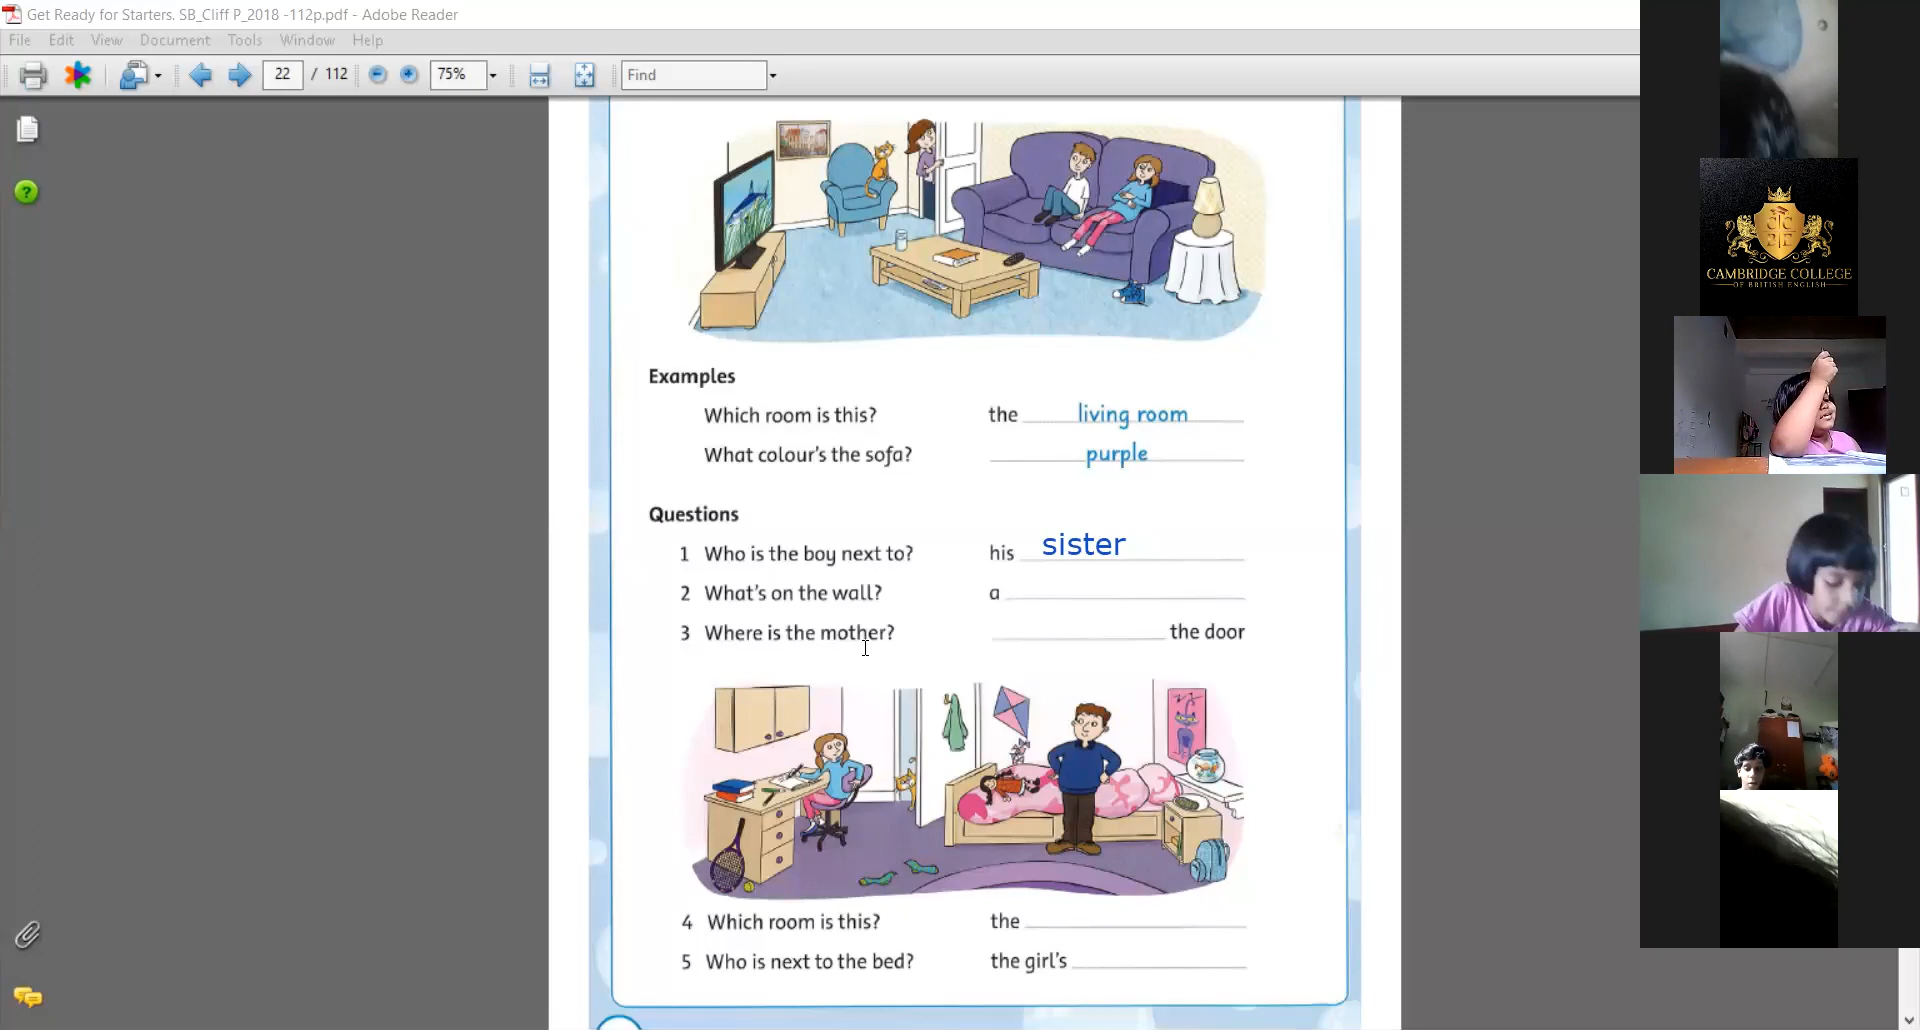 Get Ready for Starters. SB_Cliff P_2018 -112p.pdf - Adobe Reader
File Edit View Document Tools Window Help
22 / 112 75% Find
Examples
Which room is this? the living room
What colour's the sofa? purple
Questions
1 Who is the boy next to? his sister
2 What's on the wall? a
3 Where is the mother? the door
4 Which room is this? the
5 Who is next to the bed? the girl's
CAMBRIDGE COLLEGE
OF BRITISH ENGLISH